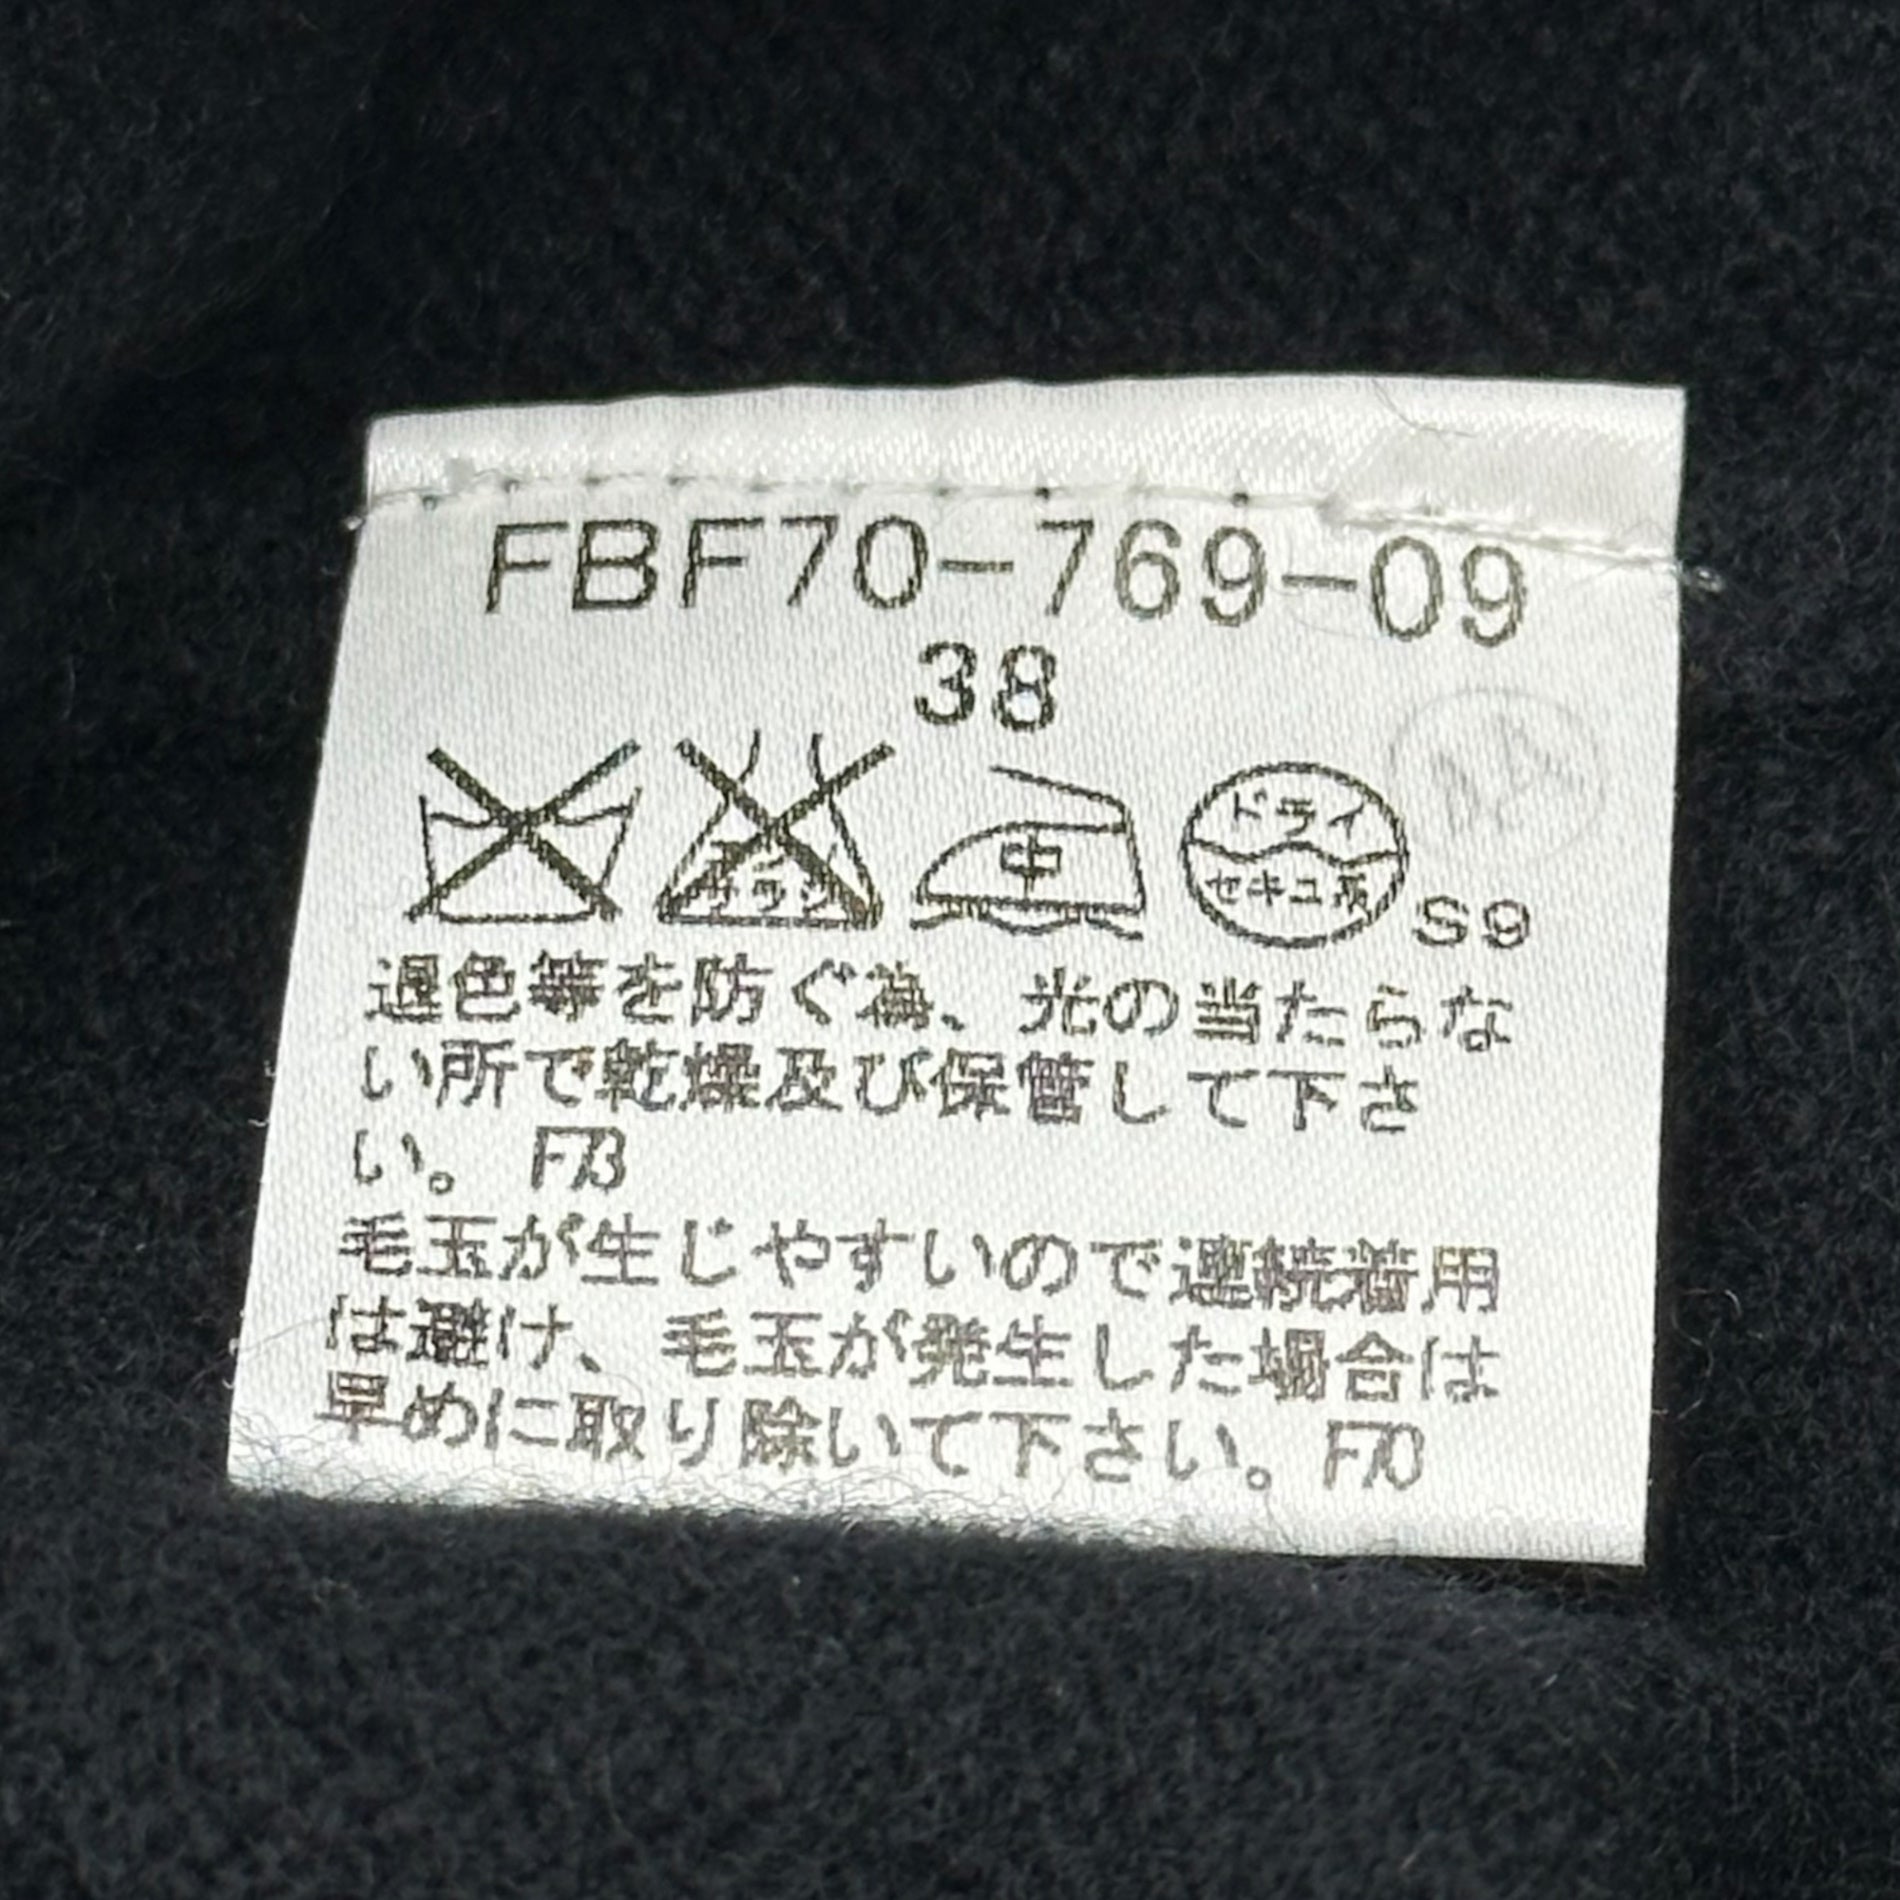 FBF70-769-09
38
中
ドライ
セキユ系
S9
退色等を防ぐ為、光の当たらな
い所で乾燥及び保管して下さ
い。 F73
毛玉が生じやすいので連続着用
は避け、毛玉が発生した場合は
早めに取り除いて下さい。F70